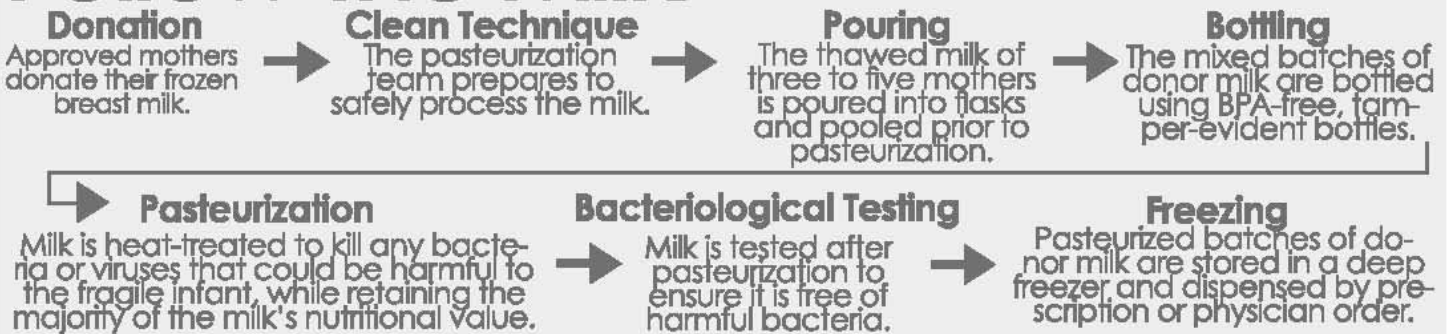 Donation
Approved mothers
donate their frozen
breast milk.
Clean Technique
The pasteurization
team prepares to
safely process the milk.
Pouring
The thawed milk of
three to five mothers
is poured into flasks
and pooled prior to
pasteurization.
Bottling
The mixed batches of
donor milk are bottled
using BPA-free, tam-
per-evident bottles.
Pasteurization
Milk is heat-treated to kill any bacte-
ria or viruses that could be harmful to
the fragile infant, while retaining the
majority of the milk's nutritional value.
Bacteriological Testing
Milk is tested after
pasteurization to
ensure it is free of
harmful bacteria.
Freezing
Pasteurized batches of do-
nor milk are stored in a deep
freezer and dispensed by pre-
scription or physician order.